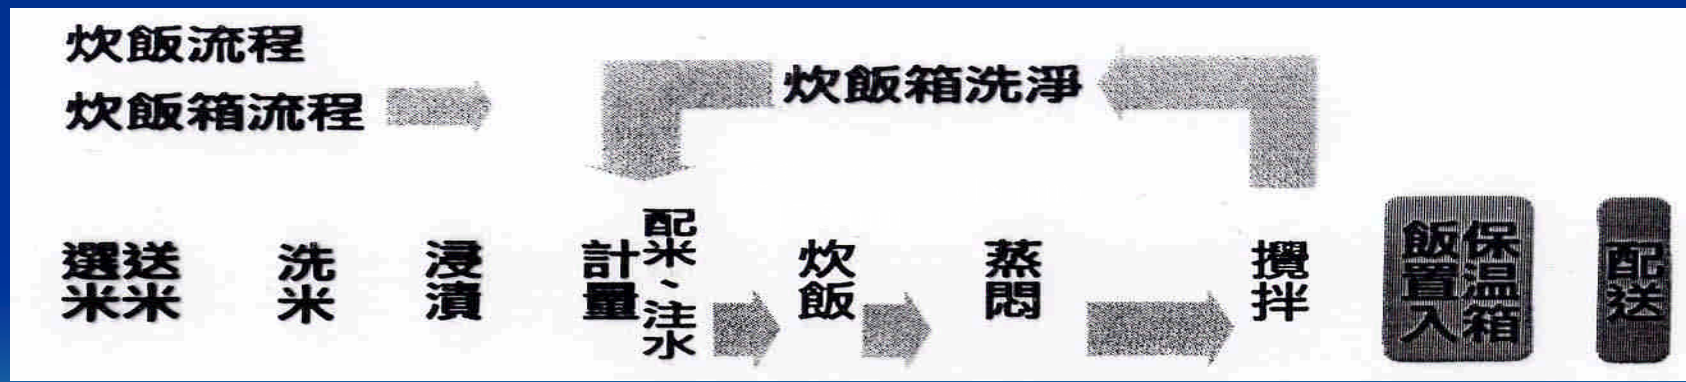 炊飯流程
炊飯箱流程
炊飯箱洗淨
選米
送米
洗米
浸漬
計量
配米、注水
炊飯
蒸悶
攪拌
飯置入
保温箱
配送